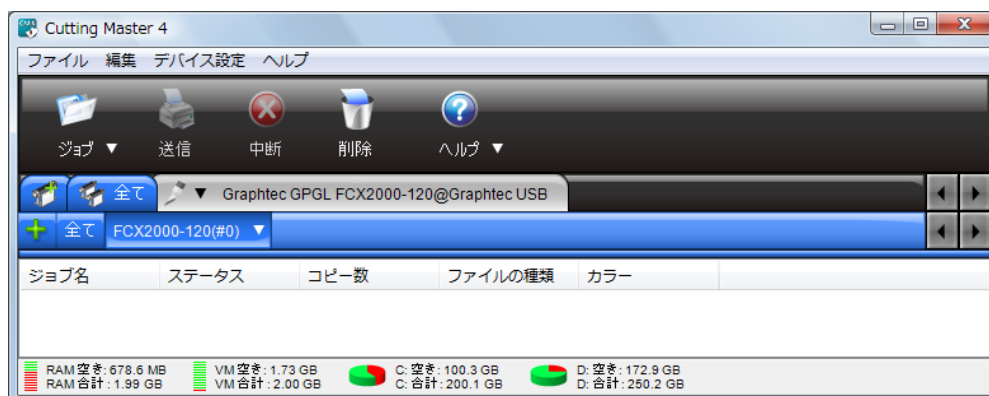 Cutting Master 4
ファイル 編集 デバイス設定 ヘルプ
ジョブ ▼ 送信 中断 削除 ヘルプ ▼
全て ▼ Graphtec GPGL FCX2000-120@Graphtec USB
全て FCX2000-120(#0) ▼
ジョブ名 ステータス コピー数 ファイルの種類 カラー
RAM 空き: 678.6 MB VM 空き: 1.73 GB C: 空き: 100.3 GB D: 空き: 172.9 GB
RAM 合計: 1.99 GB VM 合計: 2.00 GB C: 合計: 200.1 GB D: 合計: 250.2 GB